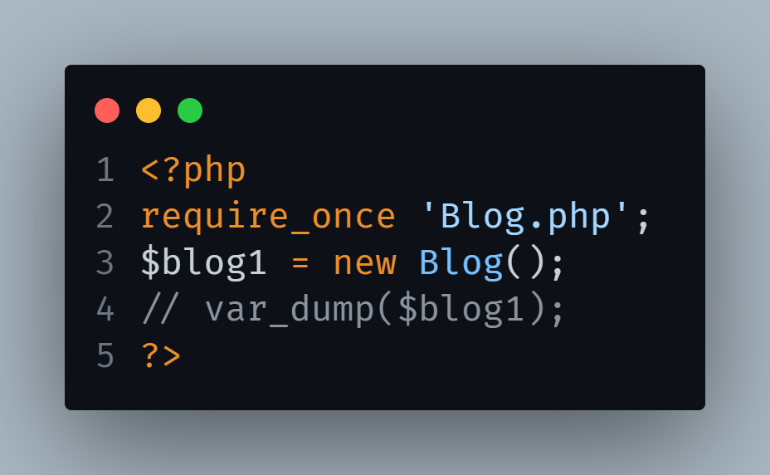 1 <?php
2 require_once 'Blog.php';
3 $blog1 = new Blog();
4 // var_dump($blog1);
5 ?>